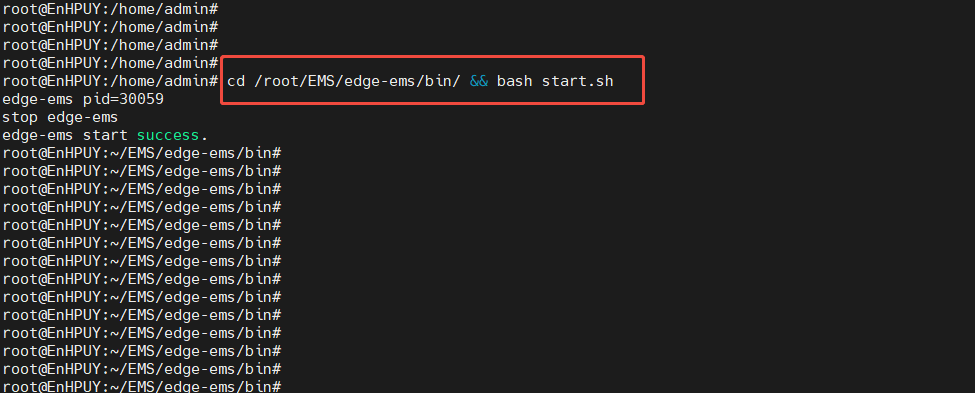 root@EnHPUY:/home/admin#
root@EnHPUY:/home/admin#
root@EnHPUY:/home/admin#
root@EnHPUY:/home/admin#
root@EnHPUY:/home/admin# cd /root/EMS/edge-ems/bin/ && bash start.sh
edge-ems pid=30059
stop edge-ems
edge-ems start success.
root@EnHPUY:~/EMS/edge-ems/bin#
root@EnHPUY:~/EMS/edge-ems/bin#
root@EnHPUY:~/EMS/edge-ems/bin#
root@EnHPUY:~/EMS/edge-ems/bin#
root@EnHPUY:~/EMS/edge-ems/bin#
root@EnHPUY:~/EMS/edge-ems/bin#
root@EnHPUY:~/EMS/edge-ems/bin#
root@EnHPUY:~/EMS/edge-ems/bin#
root@EnHPUY:~/EMS/edge-ems/bin#
root@EnHPUY:~/EMS/edge-ems/bin#
root@EnHPUY:~/EMS/edge-ems/bin#
root@EnHPUY:~/EMS/edge-ems/bin#
root@EnHPUY:~/EMS/edge-ems/bin#
root@EnHPUY:~/EMS/edge-ems/bin#